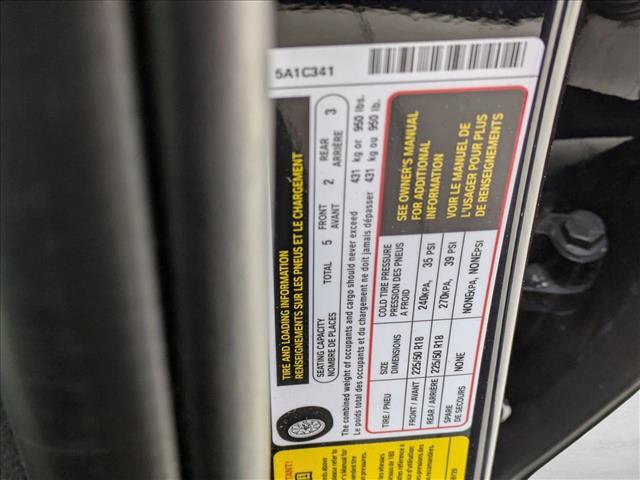 5A1C341
TIRE AND LOADING INFORMATION
RENSEIGNEMENTS SUR LES PNEUS ET LE CHARGEMENT
SEATING CAPACITY
NOMBRE DE PLACES
TOTAL 5
FRONT
AVANT
2
REAR
ARRIÈRE
3
The combined weight of occupants and cargo should never exceed 431 kg or 950 lbs.
Le poids total des occupants et du chargement ne doit jamais dépasser 431 kg ou 950 lb.
TIRE / PNEU
SIZE
DIMENSIONS
COLD TIRE PRESSURE
PRESSION DES PNEUS
A FROID
FRONT / AVANT 225/50 R18 240KPA, 35 PSI
REAR / ARRIÈRE 225/50 R18 270KPA, 39 PSI
SPARE
DE SECOURS
NONE NONEKPA, NONEPSI
SEE OWNER'S MANUAL
FOR ADDITIONAL
INFORMATION
VOIR LE MANUEL DE
L'USAGER POUR PLUS
DE RENSEIGNEMENTS